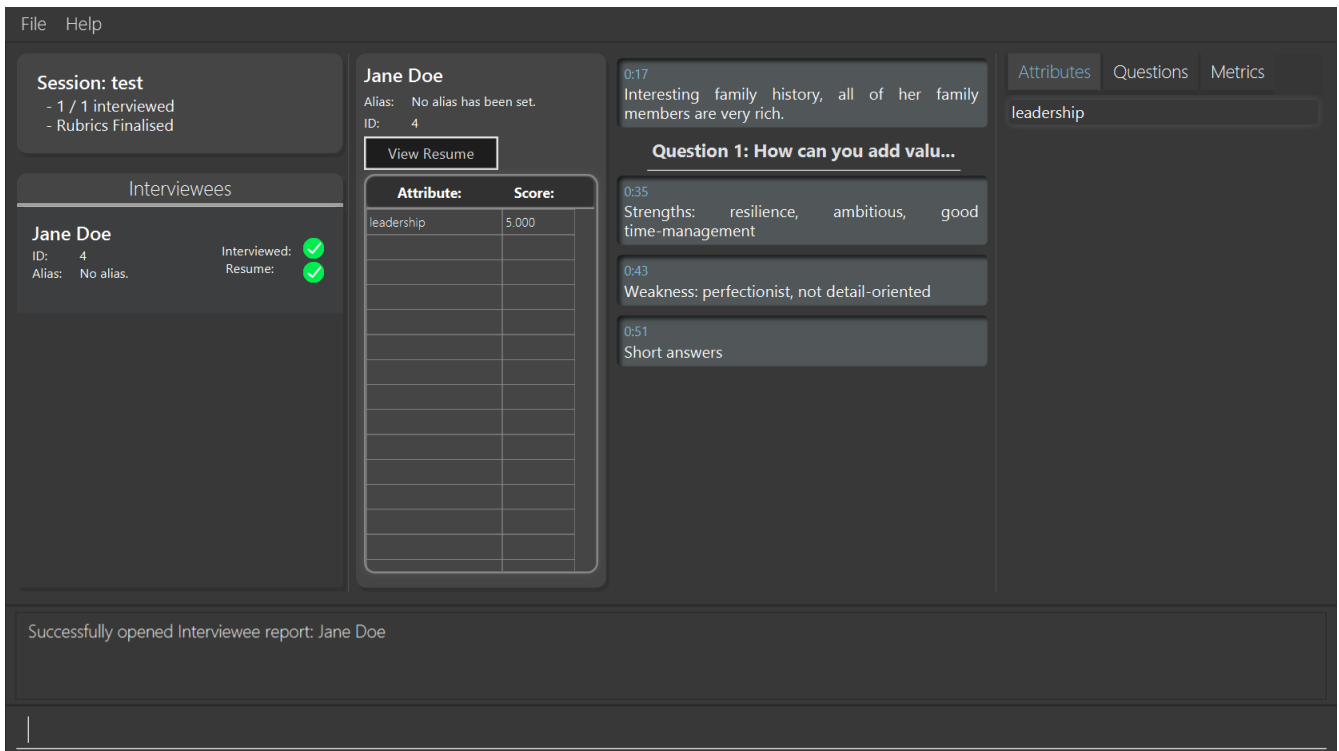 File Help
Session: test
- 1 / 1 interviewed
- Rubrics Finalised
Interviewees
Jane Doe
ID: 4
Alias: No alias.
Interviewed:
Resume:
Jane Doe
Alias: No alias has been set.
ID: 4
View Resume
Attribute: Score:
leadership 5.000
0:17
Interesting family history, all of her family
members are very rich.
Question 1: How can you add valu...
0:35
Strengths: resilience, ambitious, good
time-management
0:43
Weakness: perfectionist, not detail-oriented
0:51
Short answers
Attributes Questions Metrics
leadership
Successfully opened Interviewee report: Jane Doe